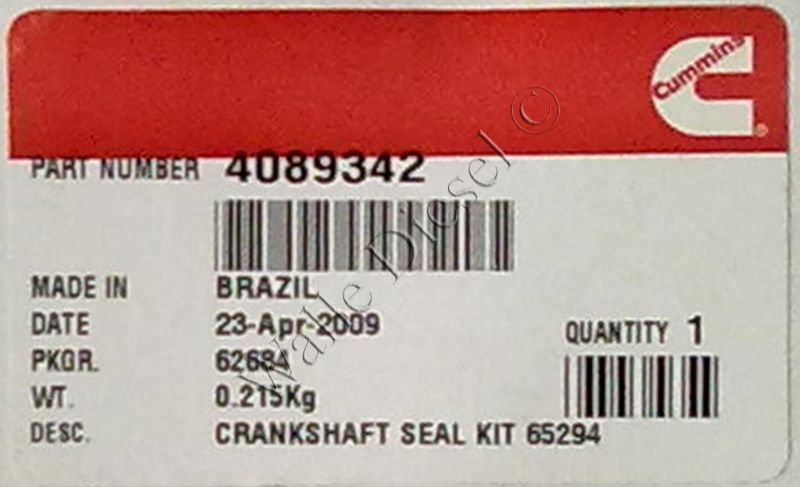 Cummins
®
PART NUMBER 4089342
MADE IN BRAZIL
DATE 23-Apr-2009
QUANTITY 1
PKGR. 62684
WT. 0.215Kg
DESC. CRANKSHAFT SEAL KIT 65294
Walle Diesel ©